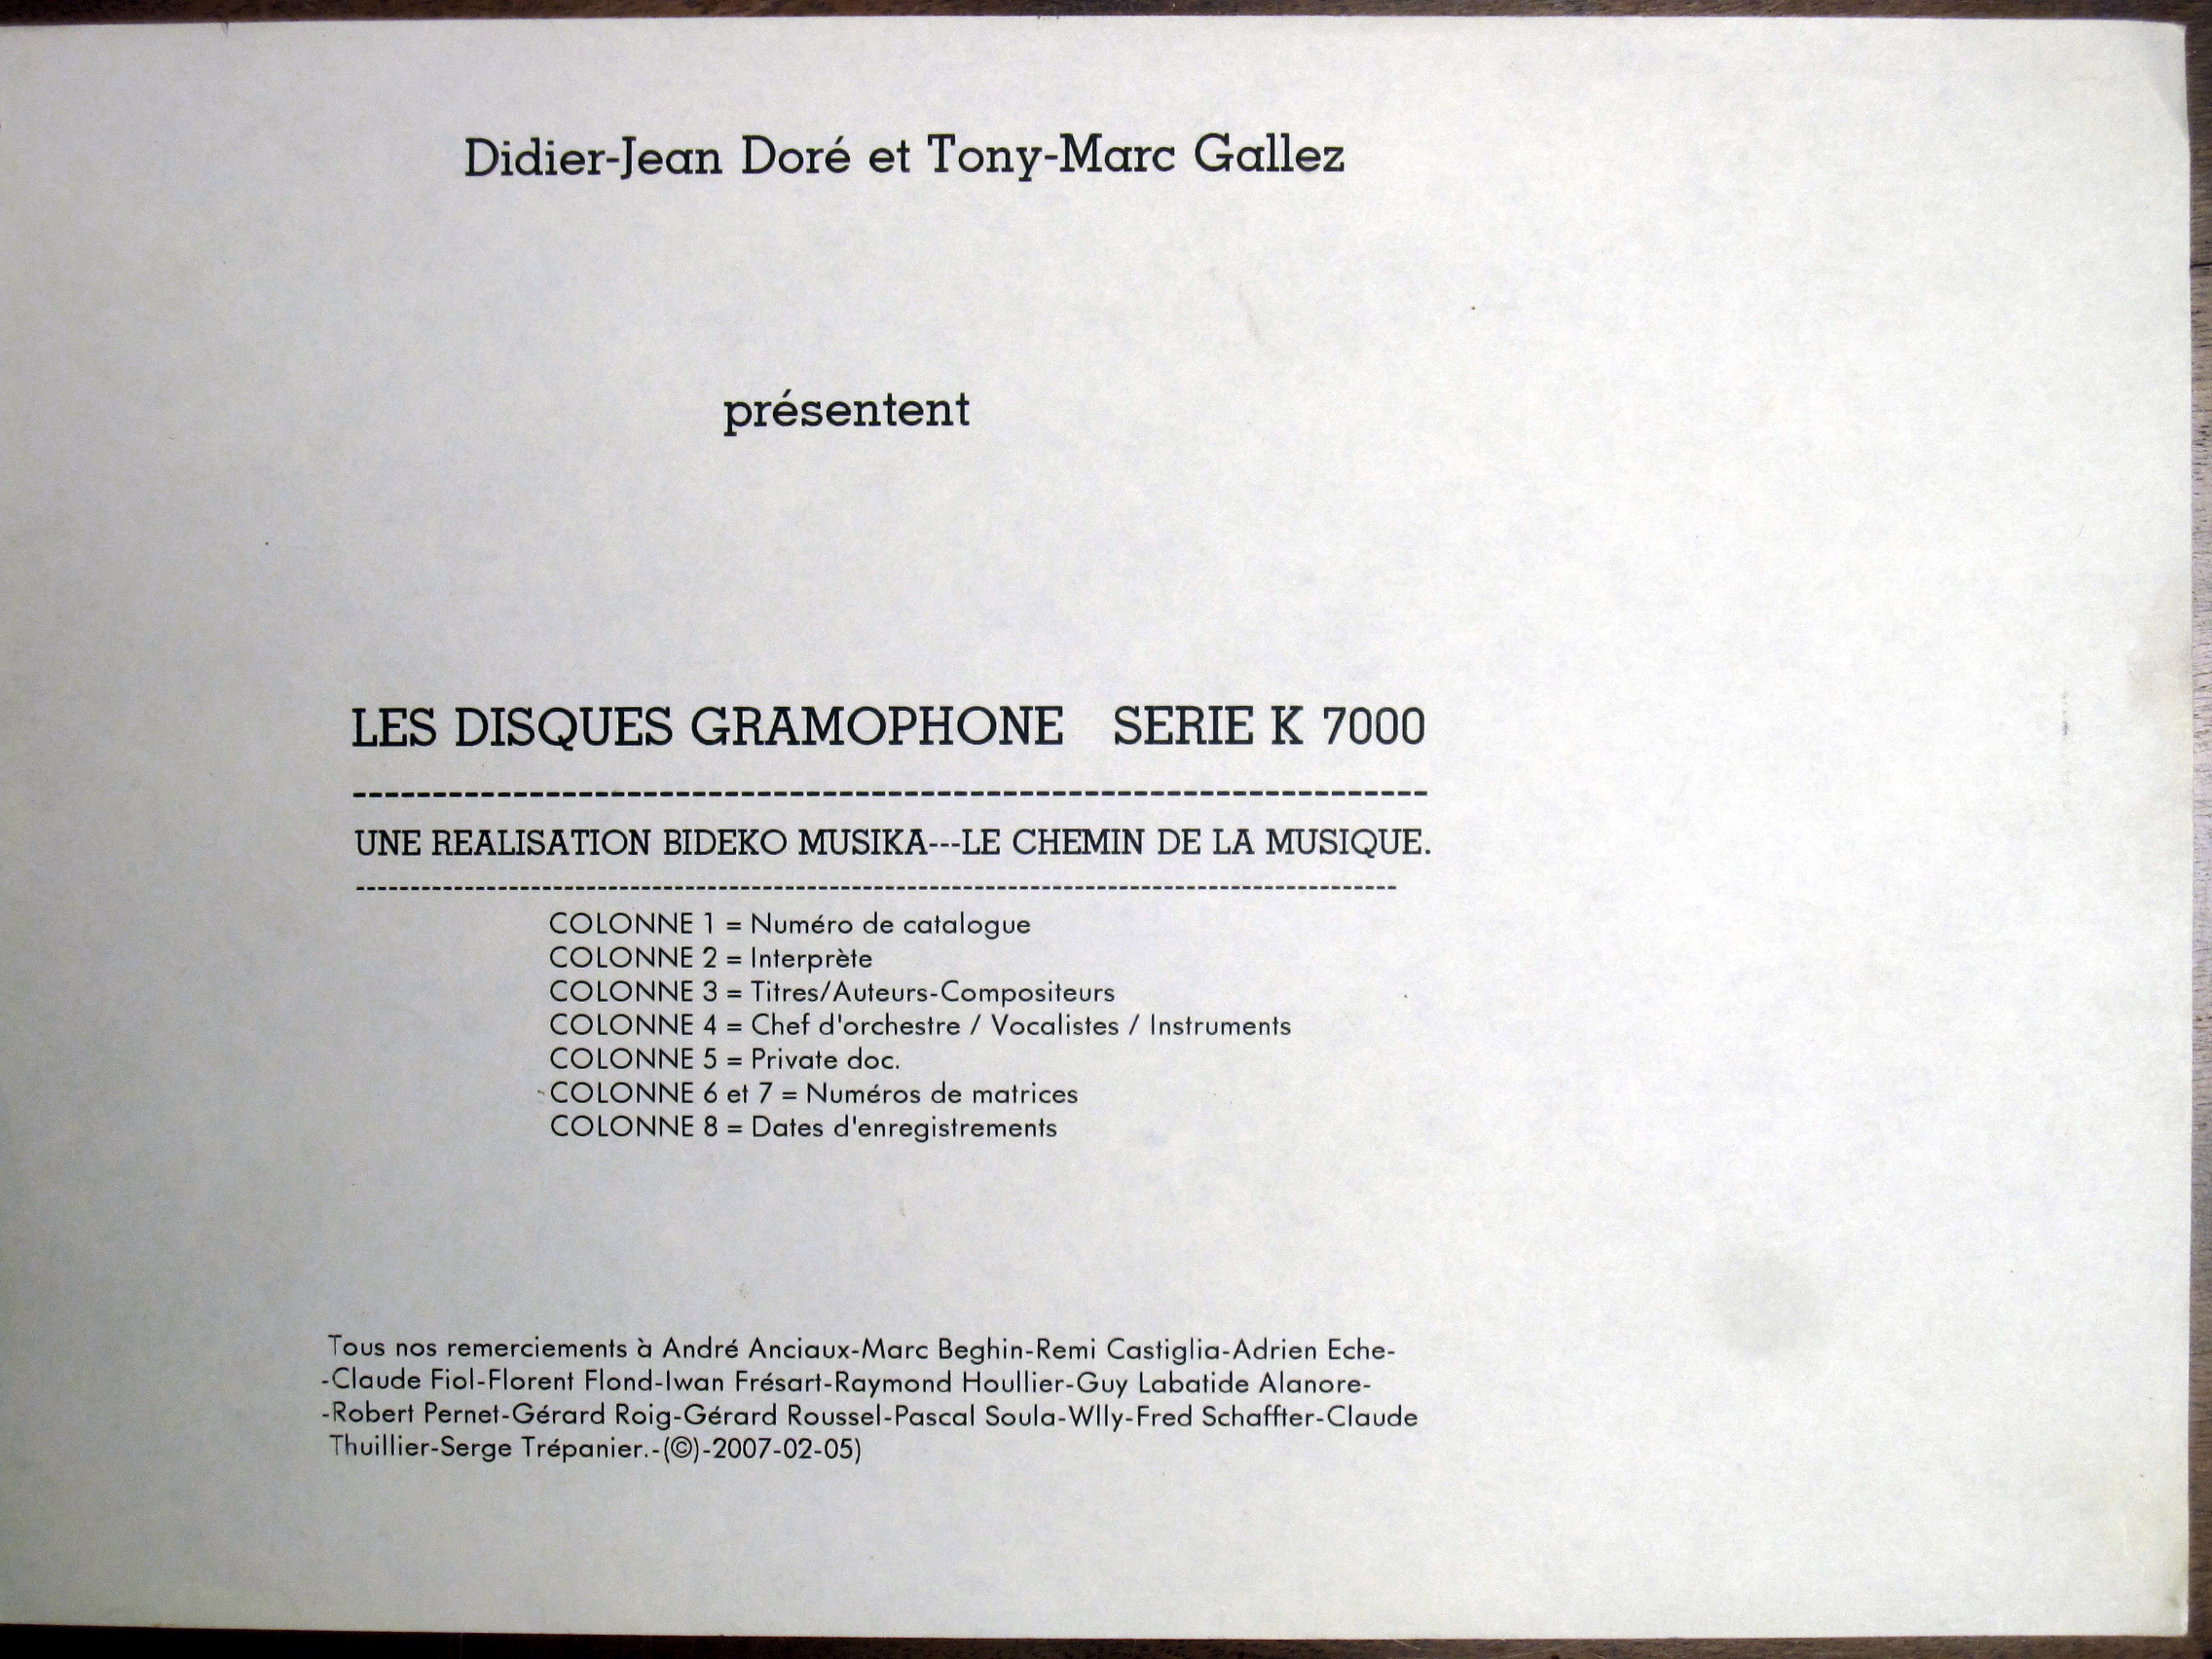 Didier-Jean Doré et Tony-Marc Gallez
présentent
LES DISQUES GRAMOPHONE SERIE K 7000
--------------------------------------------------------------------
UNE REALISATION BIDEKO MUSIKA---LE CHEMIN DE LA MUSIQUE.
--------------------------------------------------------------------
COLONNE 1 = Numéro de catalogue
COLONNE 2 = Interprète
COLONNE 3 = Titres/Auteurs-Compositeurs
COLONNE 4 = Chef d'orchestre / Vocalistes / Instruments
COLONNE 5 = Private doc.
COLONNE 6 et 7 = Numéros de matrices
COLONNE 8 = Dates d'enregistrements
Tous nos remerciements à André Anciaux-Marc Beghin-Remi Castiglia-Adrien Eche-
-Claude Fiol-Florent Flond-Iwan Frésart-Raymond Houllier-Guy Labatide Alanore-
-Robert Pernet-Gérard Roig-Gérard Roussel-Pascal Soula-Wlly-Fred Schaffter-Claude
Thuillier-Serge Trépanier.-(©)-2007-02-05)